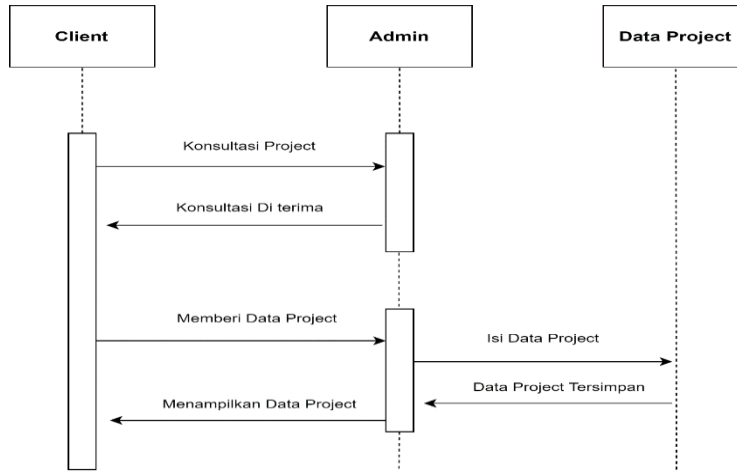 Client
Admin
Data Project
Konsultasi Project
Konsultasi Di terima
Memberi Data Project
Isi Data Project
Data Project Tersimpan
Menampilkan Data Project